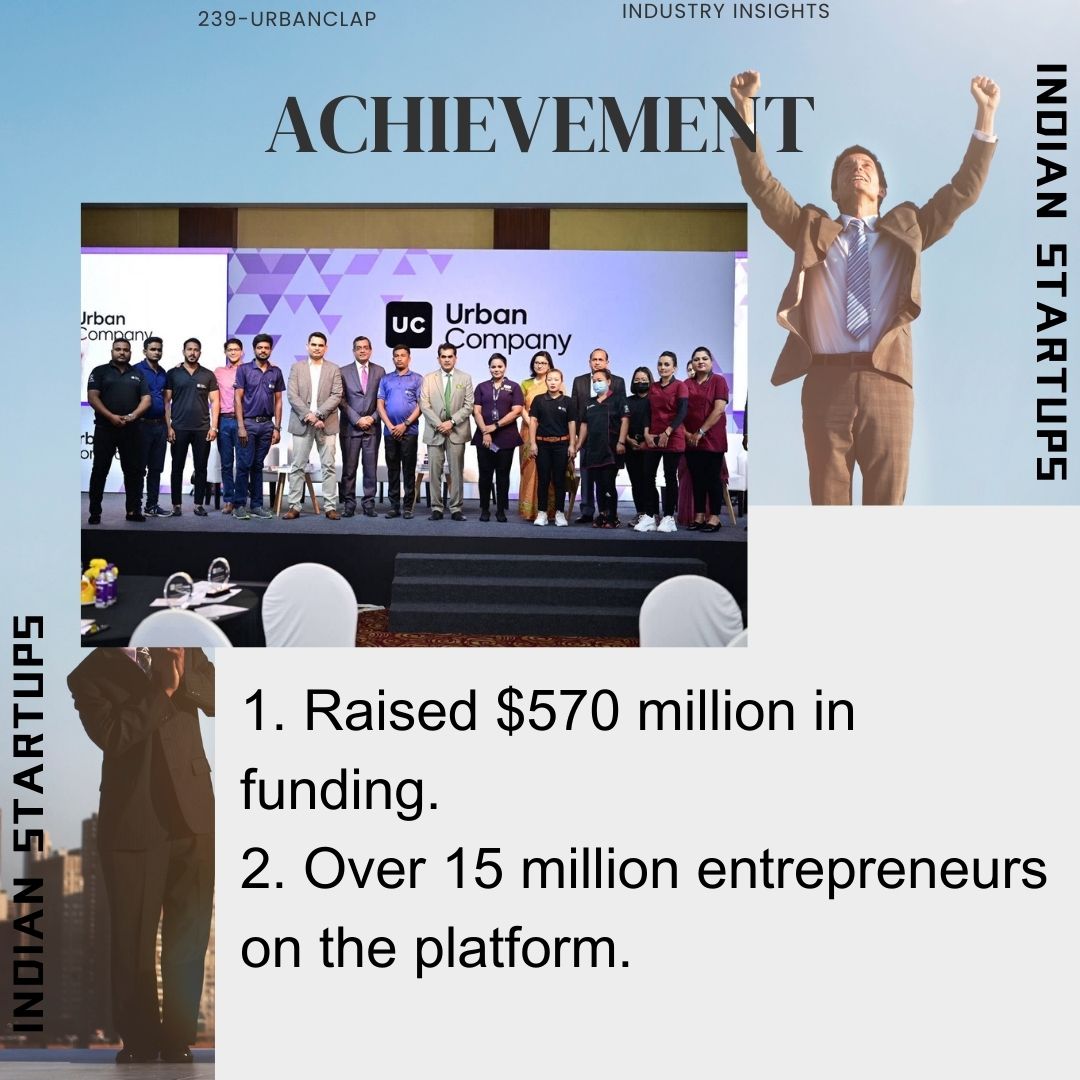 239-URBANCLAP
INDUSTRY INSIGHTS
ACHIEVEMENT
INDIAN STARTUPS
UC
Urban
Company
Urban
Company
1. Raised $570 million in
funding.
2. Over 15 million entrepreneurs
on the platform.
INDIAN STARTUPS